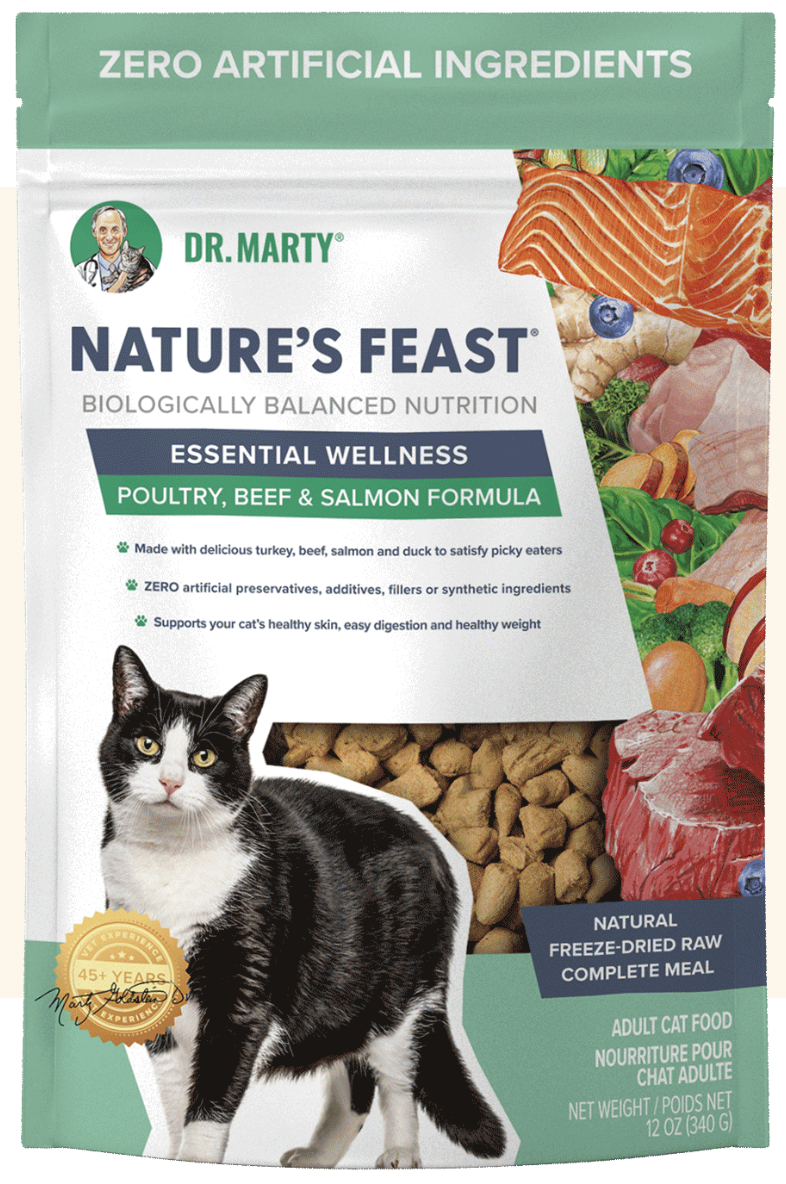 ZERO ARTIFICIAL INGREDIENTS
DR. MARTY®
NATURE'S FEAST®
BIOLOGICALLY BALANCED NUTRITION
ESSENTIAL WELLNESS
POULTRY, BEEF & SALMON FORMULA
Made with delicious turkey, beef, salmon and duck to satisfy picky eaters
ZERO artificial preservatives, additives, fillers or synthetic ingredients
Supports your cat's healthy skin, easy digestion and healthy weight
VET EXPERIENCE
45+ YEARS
EXPERIENCE
Marty Goldstein
NATURAL
FREEZE-DRIED RAW
COMPLETE MEAL
ADULT CAT FOOD
NOURRITURE POUR
CHAT ADULTE
NET WEIGHT / POIDS NET
12 OZ (340 G)